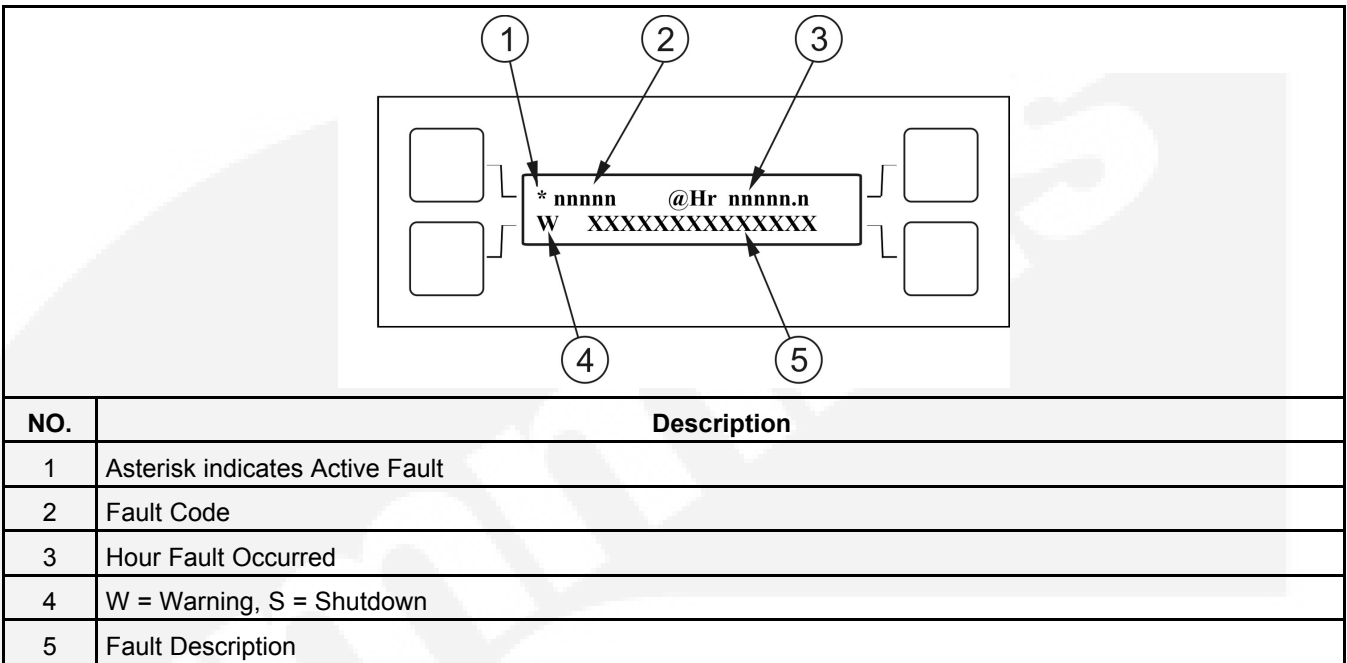 1 2 3
* nnnnn @Hr nnnnn.n
W XXXXXXXXXXXXXX
4 5
NO. Description
1 Asterisk indicates Active Fault
2 Fault Code
3 Hour Fault Occurred
4 W = Warning, S = Shutdown
5 Fault Description